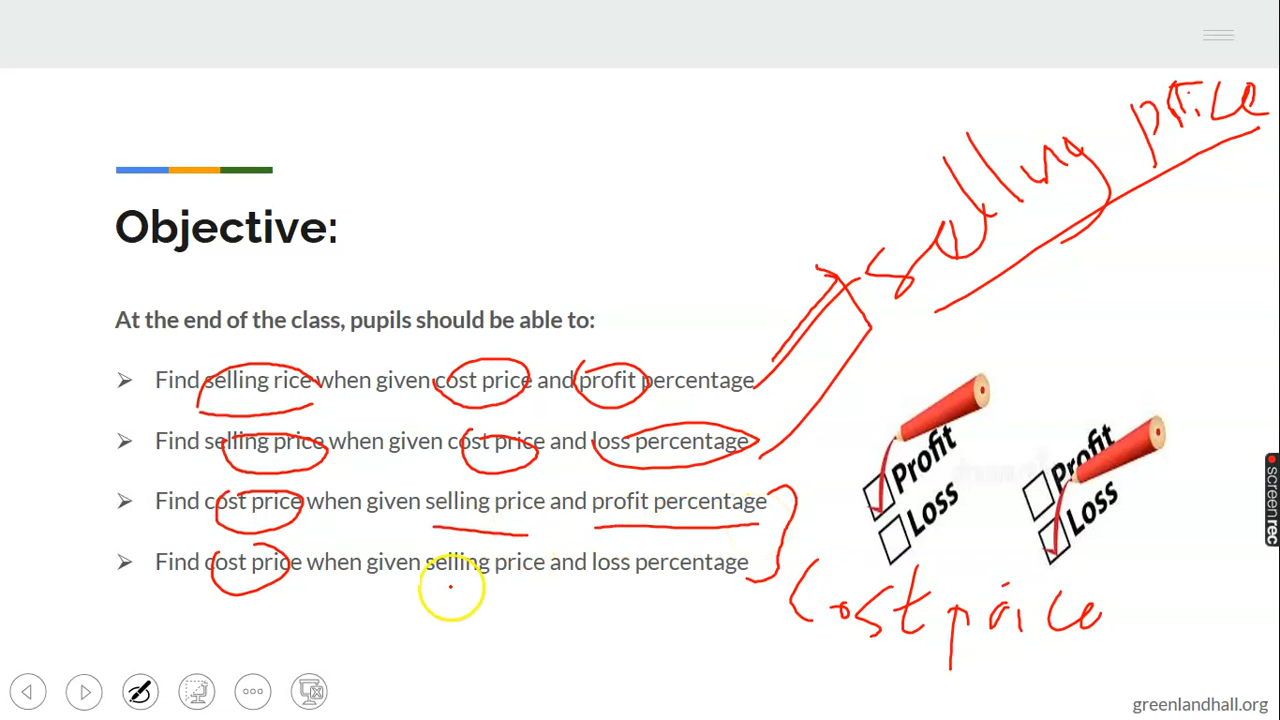 selling price
Objective:
At the end of the class, pupils should be able to:
➢ Find selling rice when given cost price and profit percentage
➢ Find selling price when given cost price and loss percentage
➢ Find cost price when given selling price and profit percentage
➢ Find cost price when given selling price and loss percentage
Profit
Loss
Profit
Loss
cost price
screenrec
greenlandhall.org